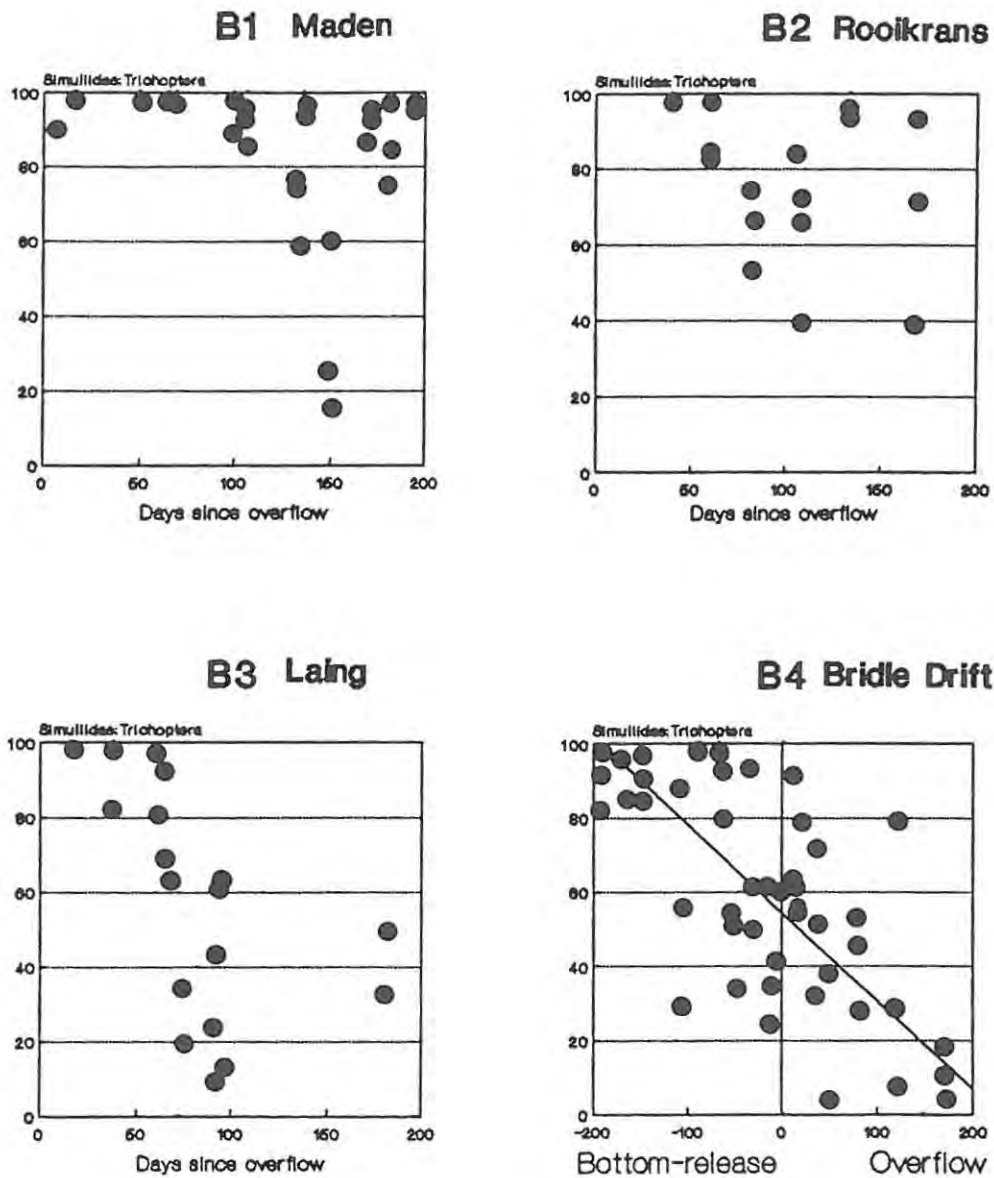 B1 Maden
Simuliidae: Trichoptera
100
80
60
40
20
0
0 50 100 150 200
Days since overflow
B2 Rooikrans
Simuliidae: Trichoptera
100
80
60
40
20
0
0 50 100 150 200
Days since overflow
B3 Laing
Simuliidae: Trichoptera
100
80
60
40
20
0
0 50 100 150 200
Days since overflow
B4 Bridle Drift
Simuliidae: Trichoptera
100
80
60
40
20
0
-200 -100 0 100 200
Bottom-release Overflow